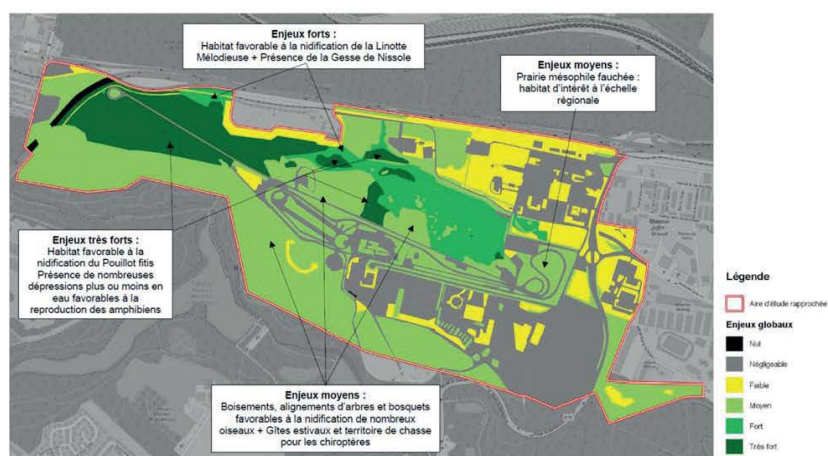 Enjeux forts :
Habitat favorable à la nidification de la Linotte
Mélodieuse + Présence de la Gesse de Nissole
Enjeux moyens :
Prairie mésophile fauchée :
habitat d'intérêt à l'échelle
régionale
Enjeux très forts :
Habitat favorable à la
nidification du Pouillot fitis
Présence de nombreuses
dépressions plus ou moins en
eau favorables à la
reproduction des amphibiens
Enjeux moyens :
Boisements, alignements d'arbres et bosquets
favorables à la nidification de nombreux
oiseaux + Gîtes estivaux et territoire de chasse
pour les chiroptères
Légende
Aire d'étude rapprochée
Enjeux globaux
Nul
Négligeable
Faible
Moyen
Fort
Très fort